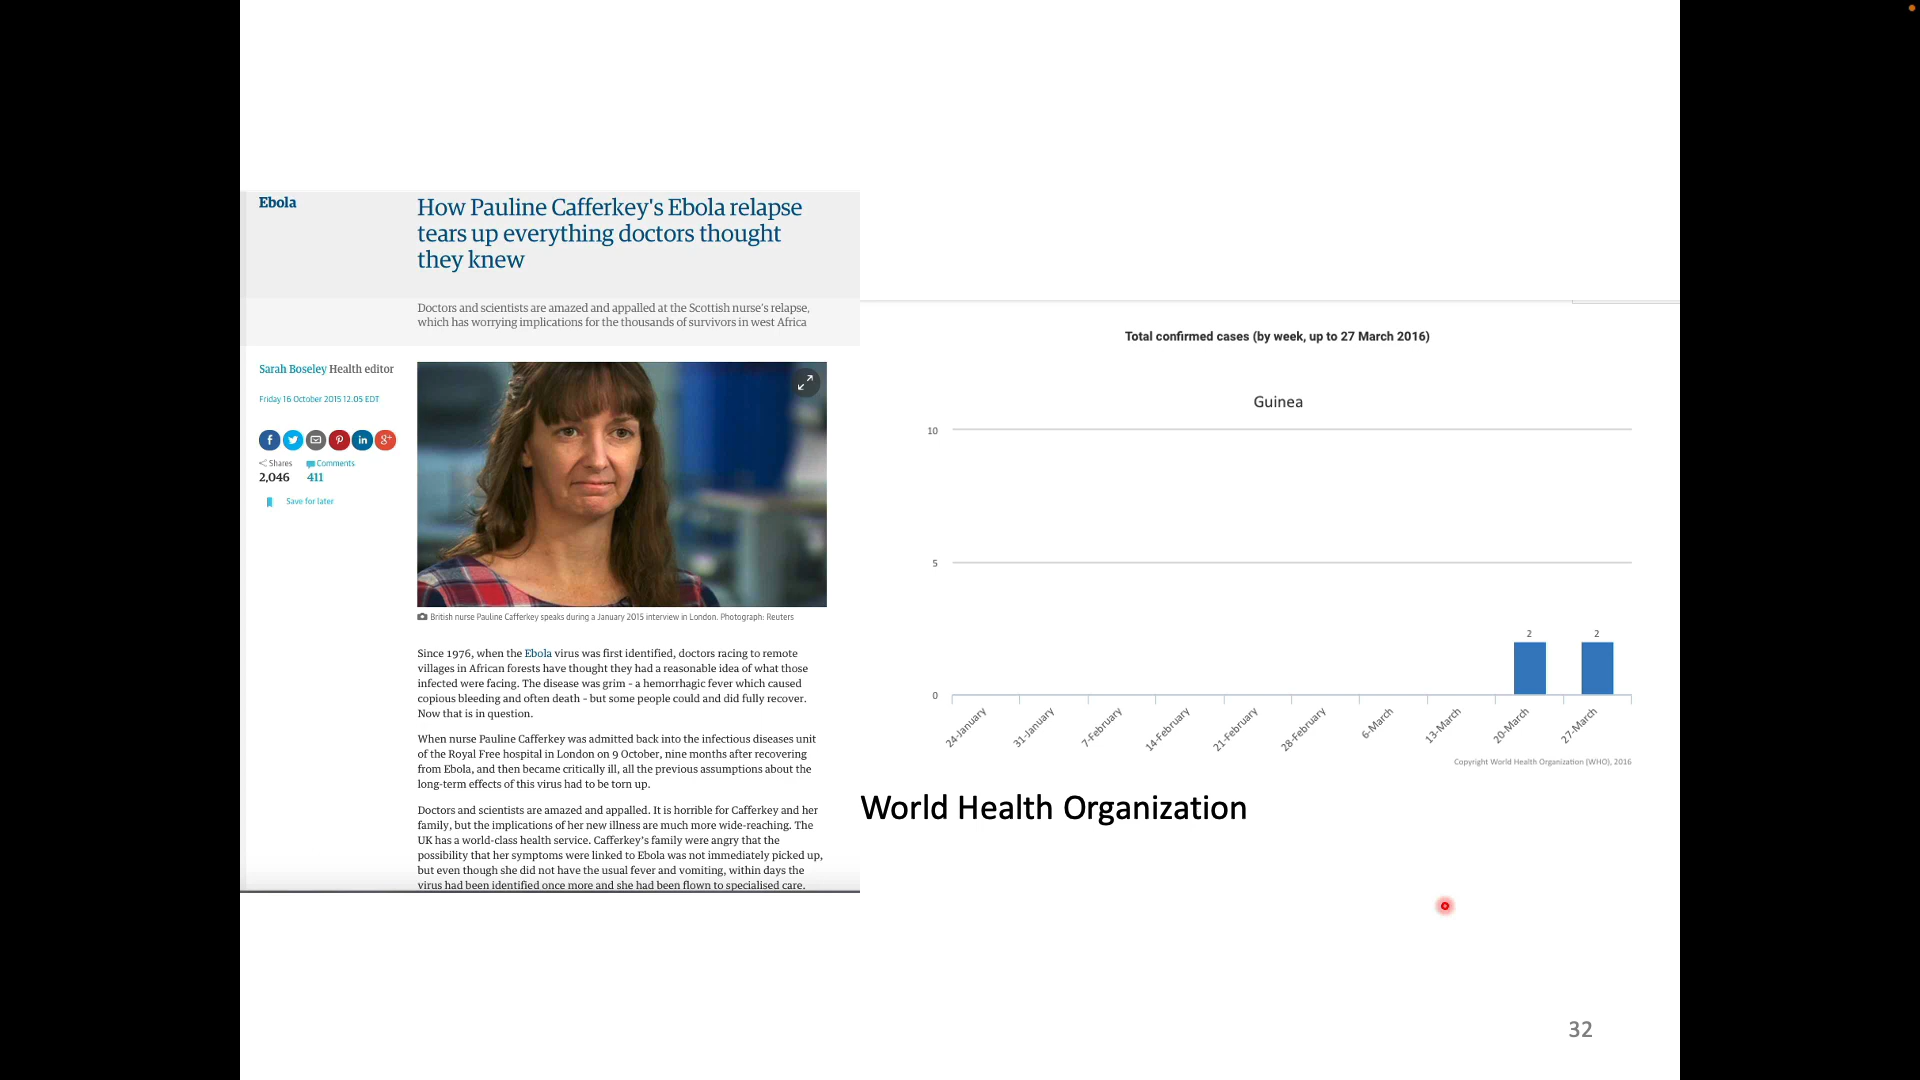 Ebola
How Pauline Cafferkey's Ebola relapse
tears up everything doctors thought
they knew
Doctors and scientists are amazed and appalled at the Scottish nurse's relapse,
which has worrying implications for the thousands of survivors in west Africa
Sarah Boseley Health editor
Friday 16 October 2015 12.05 EDT
Shares
2,046
Comments
411
Save for later
British nurse Pauline Cafferkey speaks during a January 2015 interview in London. Photograph: Reuters
Since 1976, when the Ebola virus was first identified, doctors racing to remote
villages in African forests have thought they had a reasonable idea of what those
infected were facing. The disease was grim - a hemorrhagic fever which caused
copious bleeding and often death - but some people could and did fully recover.
Now that is in question.
When nurse Pauline Cafferkey was admitted back into the infectious diseases unit
of the Royal Free hospital in London on 9 October, nine months after recovering
from Ebola, and then became critically ill, all the previous assumptions about the
long-term effects of this virus had to be torn up.
Doctors and scientists are amazed and appalled. It is horrible for Cafferkey and her
family, but the implications of her new illness are much more wide-reaching. The
UK has a world-class health service. Cafferkey's family were angry that the
possibility that her symptoms were linked to Ebola was not immediately picked up,
but even though she did not have the usual fever and vomiting, within days the
virus had been identified once more and she had been flown to specialised care.
Total confirmed cases (by week, up to 27 March 2016)
Guinea
10
5
0
2
2
24-January
31-January
7-February
14-February
21-February
28-February
6-March
13-March
20-March
27-March
Copyright World Health Organization (WHO), 2016
World Health Organization
32